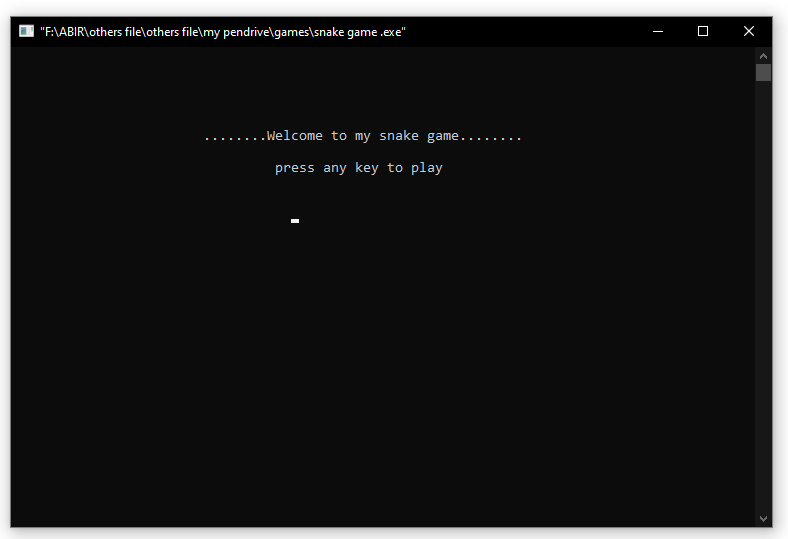 "F:\ABIR\others file\others file\my pendrive\games\snake game .exe"
........Welcome to my snake game........
press any key to play